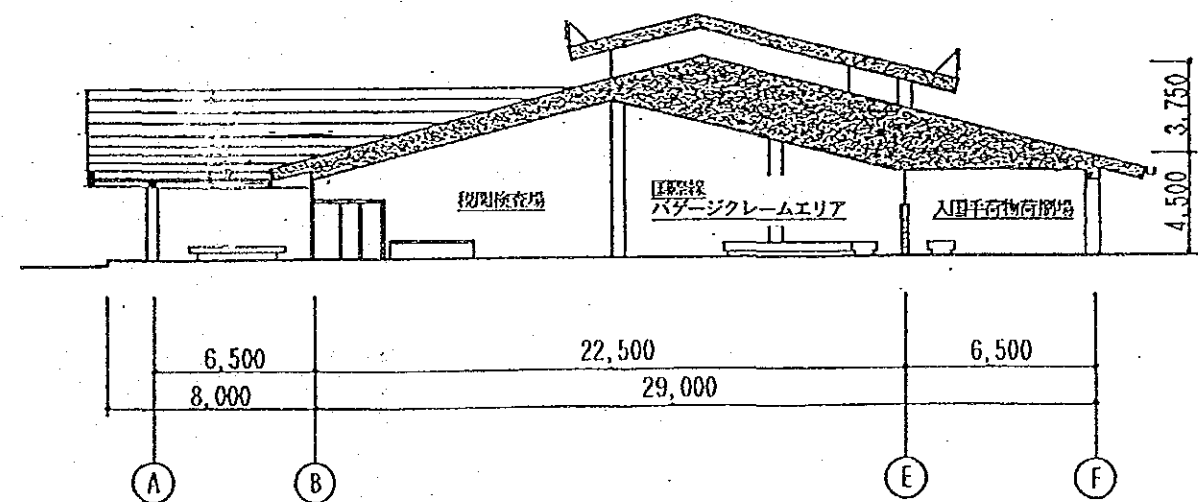 3,750
4,500
税関検査場
国際線
バゲージクレームエリア
入国手荷物荷捌場
6,500
22,500
6,500
8,000
29,000
A
B
E
F